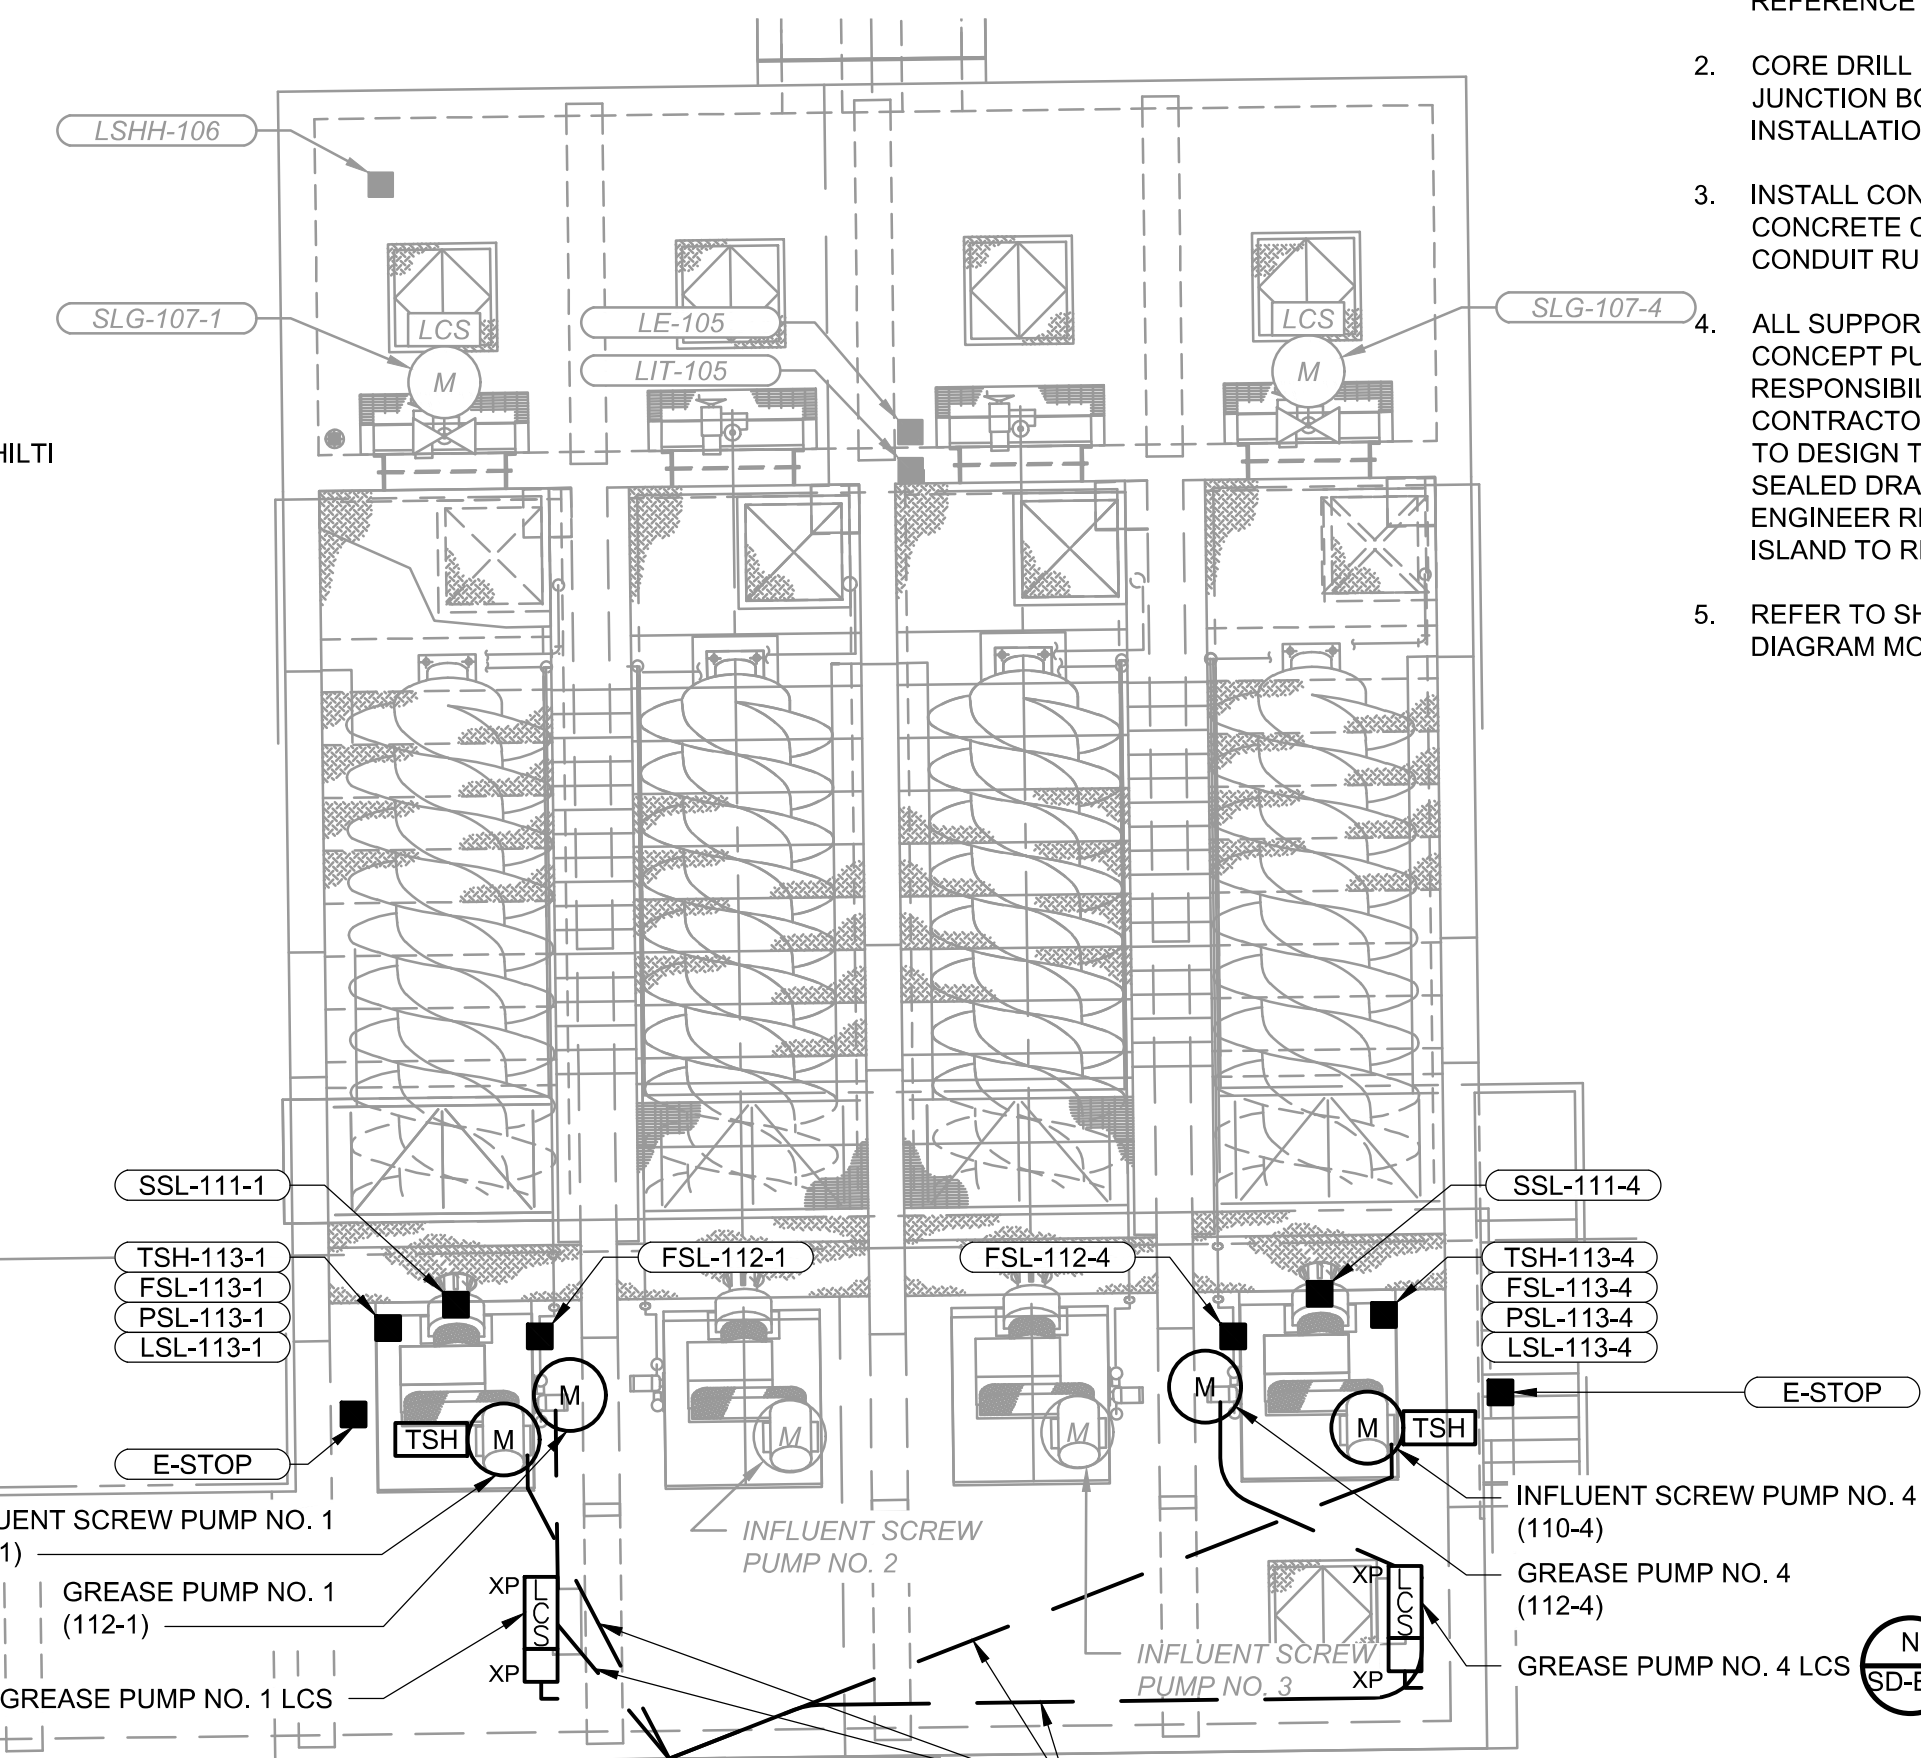 REFERENCE
2. CORE DRILL
JUNCTION BO
INSTALLATIO
3. INSTALL CON
CONCRETE O
CONDUIT RU
4. ALL SUPPOR
CONCEPT PU
RESPONSIBIL
CONTRACTO
TO DESIGN T
SEALED DRA
ENGINEER RE
ISLAND TO RE
5. REFER TO SH
DIAGRAM MO
LSHH-106
SLG-107-1
LCS
M
LE-105
LIT-105
LCS
M
SLG-107-4
HILTI
SSL-111-1
TSH-113-1
FSL-113-1
PSL-113-1
LSL-113-1
FSL-112-1
FSL-112-4
SSL-111-4
TSH-113-4
FSL-113-4
PSL-113-4
LSL-113-4
E-STOP
M
TSH
M
M
M
M
M
TSH
E-STOP
UENT SCREW PUMP NO. 1
1)
GREASE PUMP NO. 1
(112-1)
XP
LCS
XP
GREASE PUMP NO. 1 LCS
INFLUENT SCREW
PUMP NO. 2
INFLUENT SCREW
PUMP NO. 3
XP
LCS
XP
INFLUENT SCREW PUMP NO. 4
(110-4)
GREASE PUMP NO. 4
(112-4)
GREASE PUMP NO. 4 LCS
N
SD-E